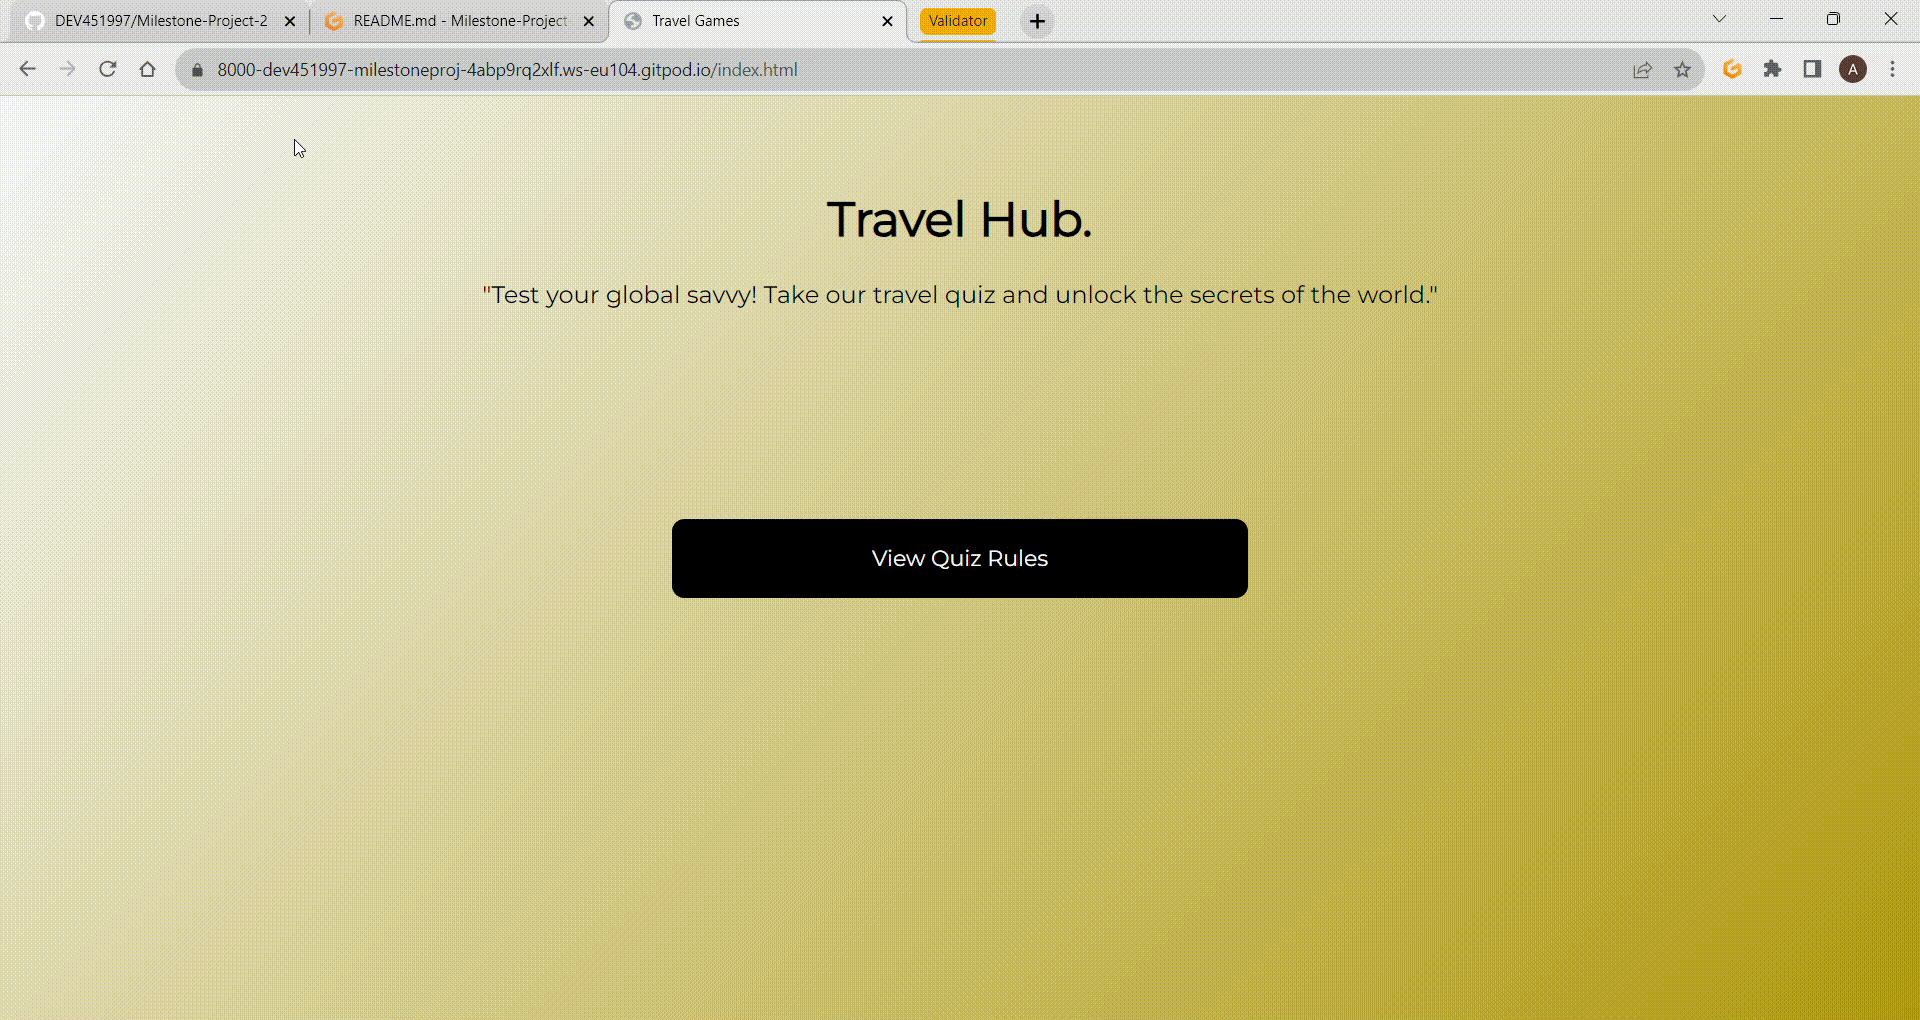 DEV451997/Milestone-Project-2
README.md - Milestone-Project
Travel Games
Validator
8000-dev451997-milestoneproj-4abp9rq2xlf.ws-eu104.gitpod.io/index.html
A
Travel Hub.
"Test your global savvy! Take our travel quiz and unlock the secrets of the world."
View Quiz Rules